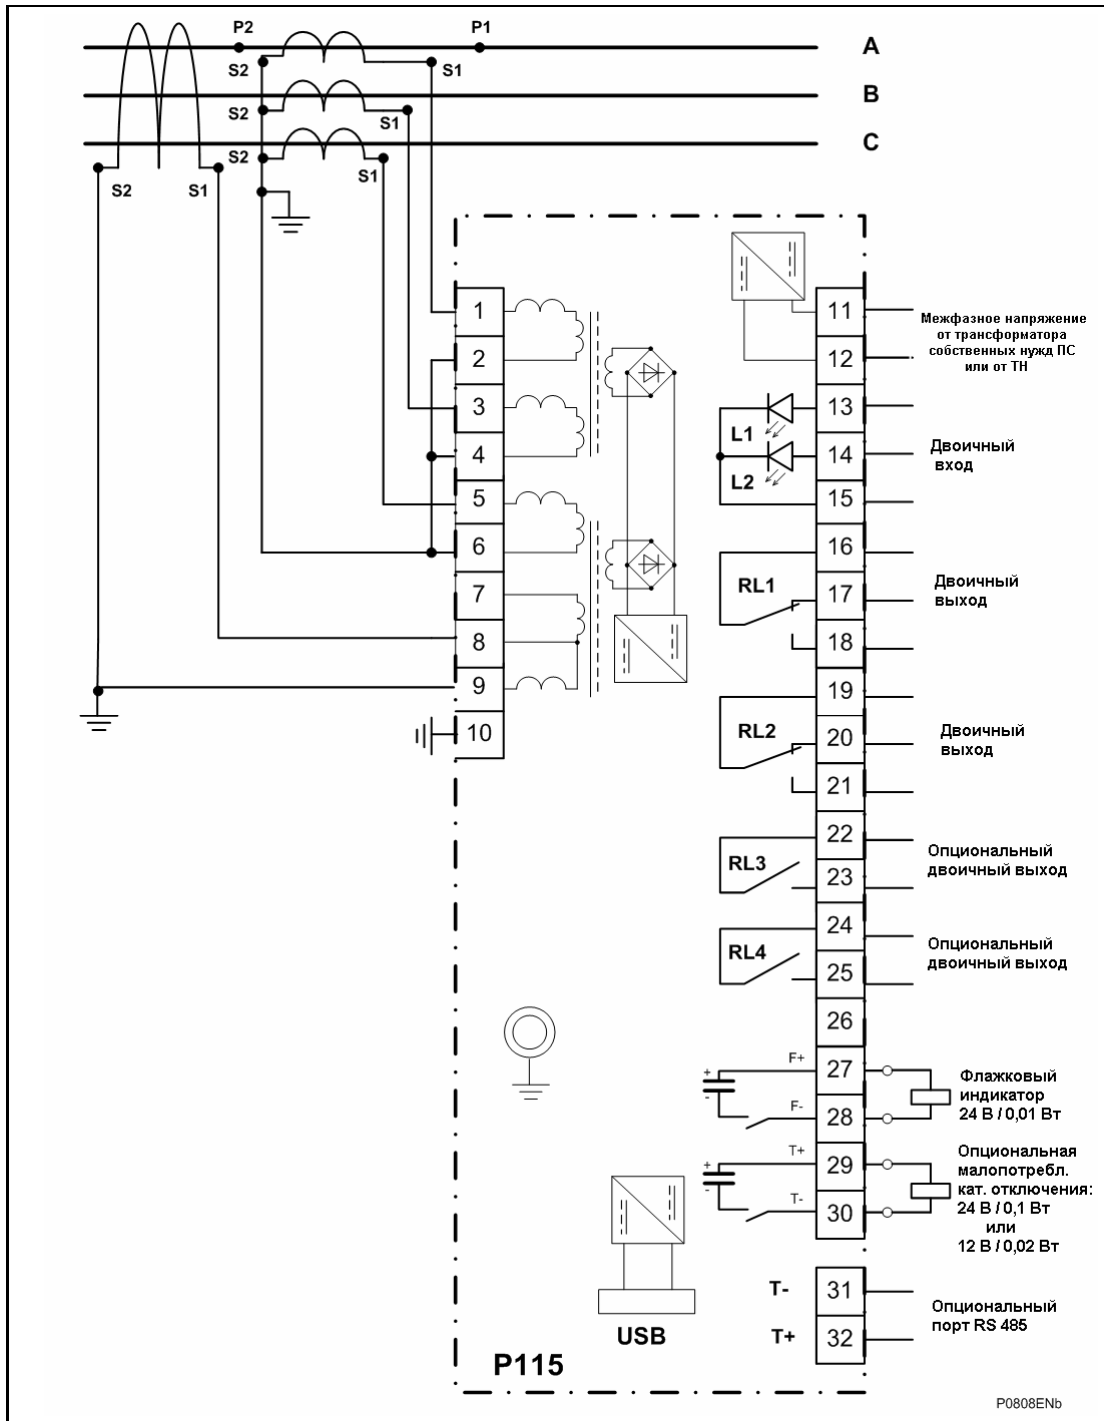 P2
P1
A
S2
S1
B
S2
S1
C
S2
S1
S2
S1
1
2
3
4
5
6
7
8
9
10
11
12
13
14
15
16
17
18
19
20
21
22
23
24
25
26
27
28
29
30
31
32
Межфазное напряжение
от трансформатора
собственных нужд ПС
или от ТН
L1
L2
Двоичный
вход
RL1
Двоичный
выход
RL2
Двоичный
выход
RL3
Опциональный
двоичный выход
RL4
Опциональный
двоичный выход
F+
+
-
F-
Флажковый
индикатор
24 В / 0,01 Вт
T+
+
-
T-
Опциональная
малопотребл.
кат. отключения:
24 В / 0,1 Вт
или
12 В / 0,02 Вт
T-
T+
Опциональный
порт RS 485
USB
P115
P0808ENb